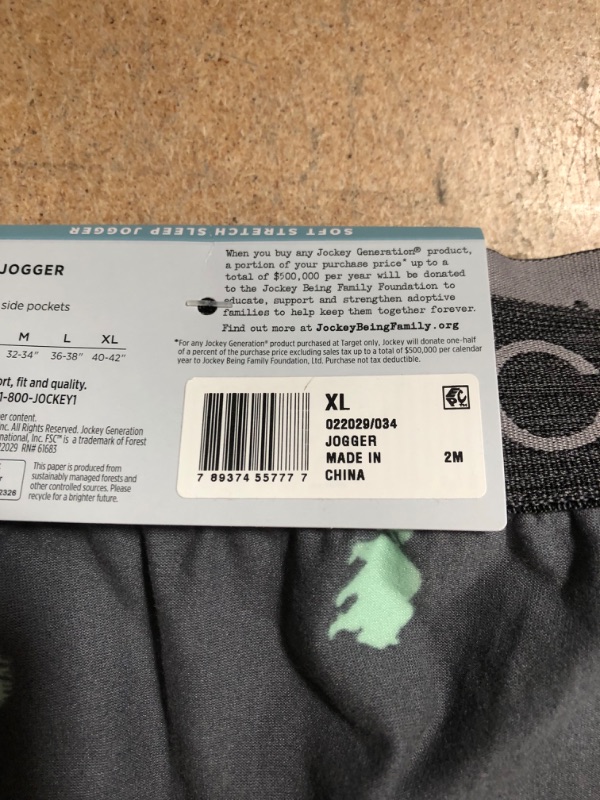 SOFT STRETCH SLEEP JOGGER
JOGGER
side pockets
M L XL
32-34" 36-38" 40-42"
fit and quality.
1-800-JOCKEY1
er content.
nc. All Rights Reserved. Jockey Generation
national, Inc. FSC™ is a trademark of Forest
2029 RN# 61683
2326
This paper is produced from
sustainably managed forests and
other controlled sources. Please
recycle for a brighter future.
When you buy any Jockey Generation® product,
a portion of your purchase price* up to a
total of $500,000 per year will be donated
to the Jockey Being Family Foundation to
educate, support and strengthen adoptive
families to help keep them together forever.
Find out more at JockeyBeingFamily.org
*For any Jockey Generation® product purchased at Target only, Jockey will donate one-half
of a percent of the purchase price excluding sales tax up to a total of $500,000 per calendar
year to Jockey Being Family Foundation, Ltd. Purchase not tax deductible.
7 89374 55777 7
XL
022029/034
JOGGER
MADE IN
CHINA
2M